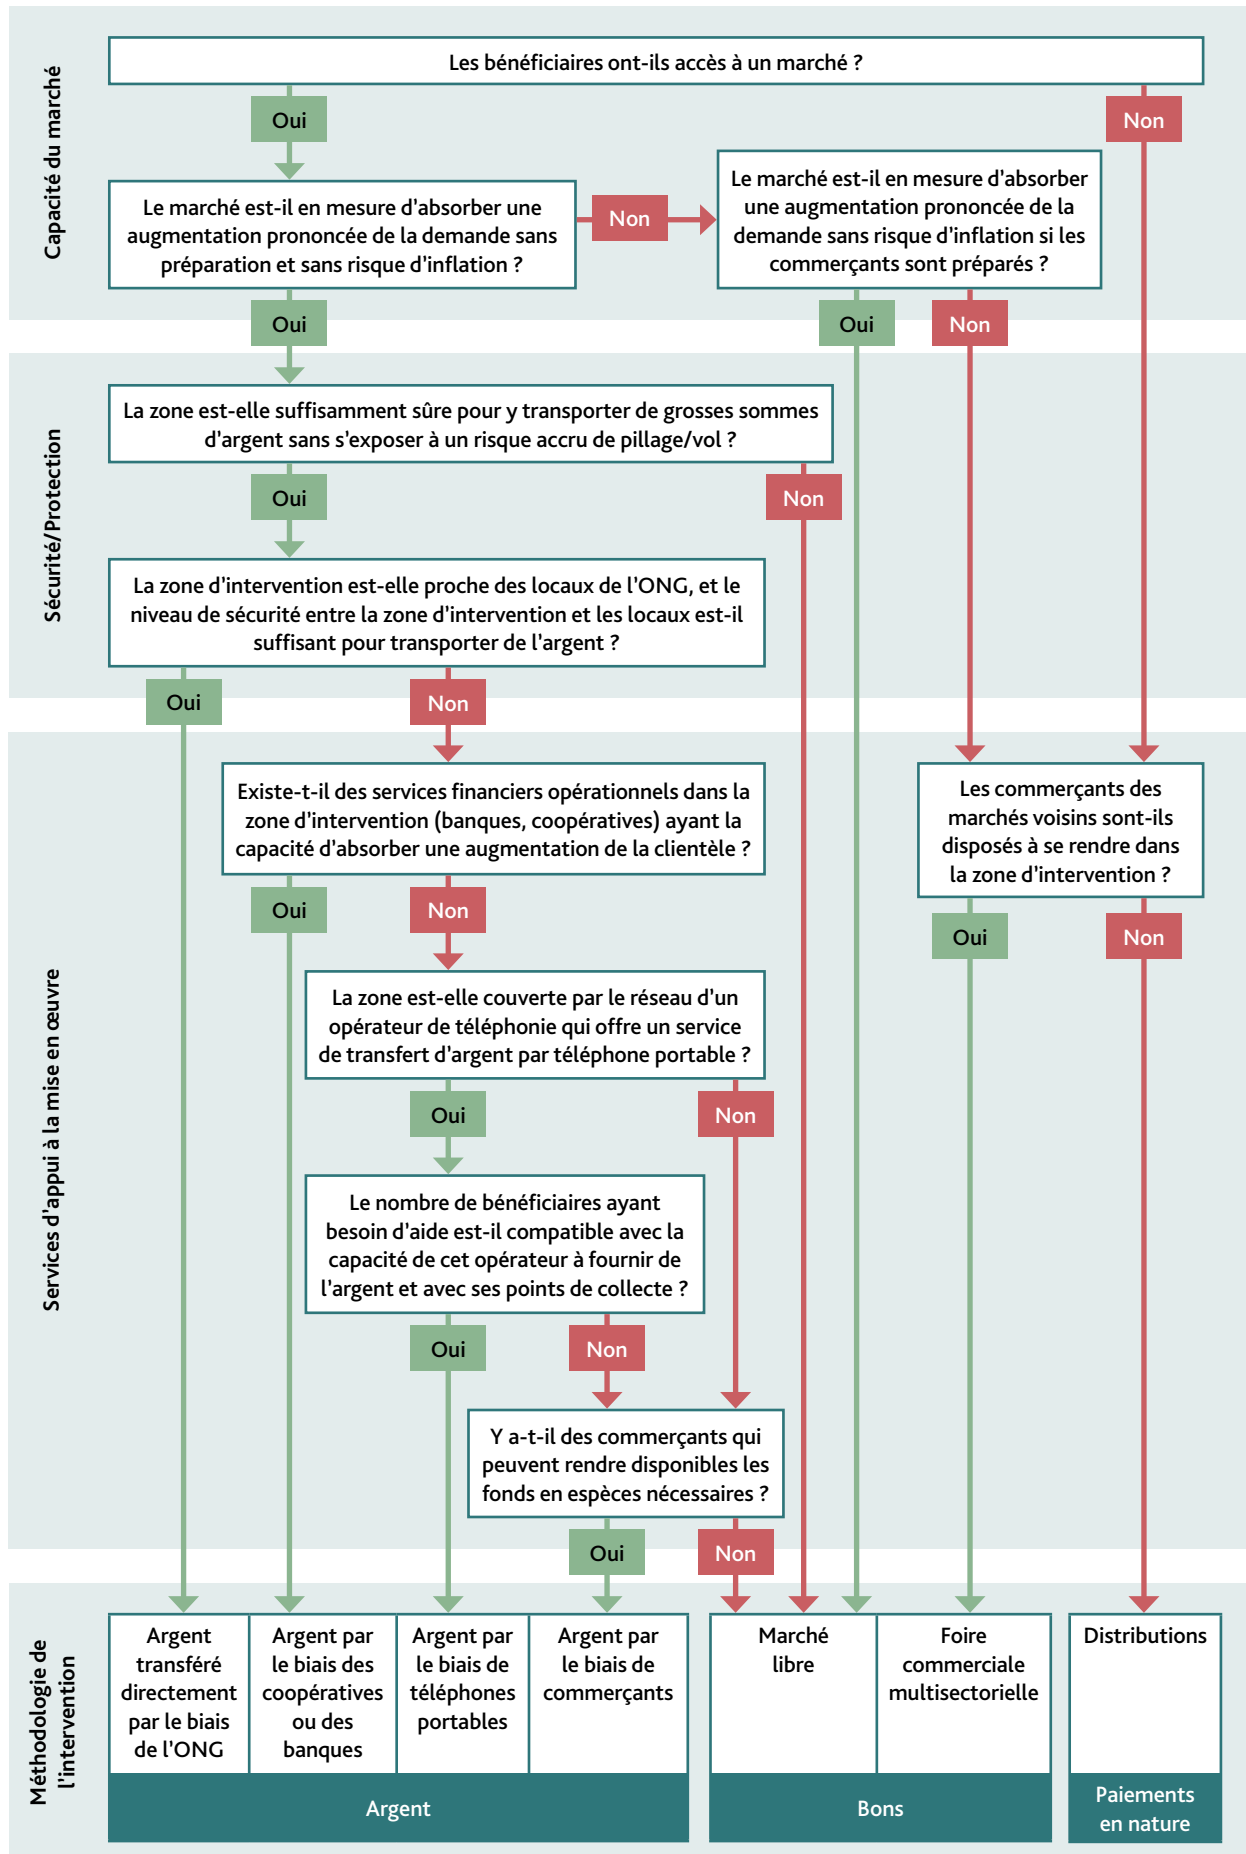 Capacité du marché
Les bénéficiaires ont-ils accès à un marché ?
Oui
Non
Le marché est-il en mesure d'absorber une
augmentation prononcée de la demande sans
préparation et sans risque d'inflation ?
Non
Le marché est-il en mesure d'absorber
une augmentation prononcée de la
demande sans risque d'inflation si les
commerçants sont préparés ?
Oui
Oui
Non
Sécurité/Protection
La zone est-elle suffisamment sûre pour y transporter de grosses sommes
d'argent sans s'exposer à un risque accru de pillage/vol ?
Oui
Non
La zone d'intervention est-elle proche des locaux de l'ONG, et le
niveau de sécurité entre la zone d'intervention et les locaux est-il
suffisant pour transporter de l'argent ?
Oui
Non
Services d'appui à la mise en œuvre
Existe-t-il des services financiers opérationnels dans la
zone d'intervention (banques, coopératives) ayant la
capacité d'absorber une augmentation de la clientèle ?
Les commerçants des
marchés voisins sont-ils
disposés à se rendre dans
la zone d'intervention ?
Oui
Non
Oui
Non
La zone est-elle couverte par le réseau d'un
opérateur de téléphonie qui offre un service
de transfert d'argent par téléphone portable ?
Oui
Non
Le nombre de bénéficiaires ayant
besoin d'aide est-il compatible avec la
capacité de cet opérateur à fournir de
l'argent et avec ses points de collecte ?
Oui
Non
Y a-t-il des commerçants qui
peuvent rendre disponibles les
fonds en espèces nécessaires ?
Oui
Non
Méthodologie de
l'intervention
Argent
transféré
directement
par le biais
de l'ONG
Argent par
le biais des
coopératives
ou des
banques
Argent par
le biais de
téléphones
portables
Argent par
le biais de
commerçants
Marché
libre
Foire
commerciale
multisectorielle
Distributions
Argent
Bons
Paiements
en nature